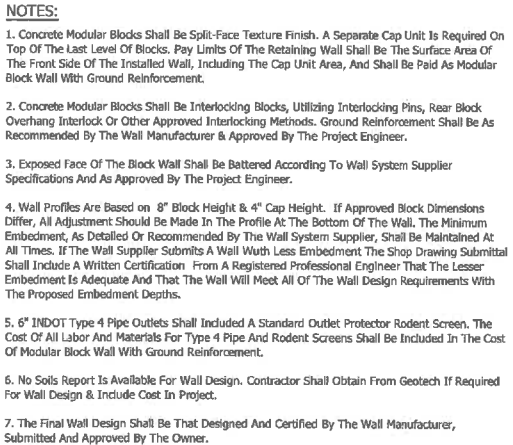 NOTES:
1. Concrete Modular Blocks Shall Be Split-Face Texture Finish. A Separate Cap Unit Is Required On
Top Of The Last Level Of Blocks. Pay Limits Of The Retaining Wall Shall Be The Surface Area Of
The Front Side Of The Installed Wall, Including The Cap Unit Area, And Shall Be Paid As Modular
Block Wall With Ground Reinforcement.
2. Concrete Modular Blocks Shall Be Interlocking Blocks, Utilizing Interlocking Pins, Rear Block
Overhang Interlock Or Other Approved Interlocking Methods. Ground Reinforcement Shall Be As
Recommended By The Wall Manufacturer & Approved By The Project Engineer.
3. Exposed Face Of The Block Wall Shall Be Battered According To Wall System Supplier
Specifications And As Approved By The Project Engineer.
4. Wall Profiles Are Based on 8" Block Height & 4" Cap Height. If Approved Block Dimensions
Differ, All Adjustment Should Be Made In The Profile At The Bottom Of The Wall. The Minimum
Embedment, As Detailed Or Recommended By The Wall System Supplier, Shall Be Maintained At
All Times. If The Wall Supplier Submits A Wall Wuth Less Embedment The Shop Drawing Submittal
Shall Include A Written Certification From A Registered Professional Engineer That The Lesser
Embedment Is Adequate And That The Wall Will Meet All Of The Wall Design Requirements With
The Proposed Embedment Depths.
5. 6" INDOT Type 4 Pipe Outlets Shall Included A Standard Outlet Protector Rodent Screen. The
Cost Of All Labor And Materials For Type 4 Pipe And Rodent Screens Shall Be Included In The Cost
Of Modular Block Wall With Ground Reinforcement.
6. No Soils Report Is Available For Wall Design. Contractor Shall Obtain From Geotech If Required
For Wall Design & Include Cost In Project.
7. The Final Wall Design Shall Be That Designed And Certified By The Wall Manufacturer,
Submitted And Approved By The Owner.